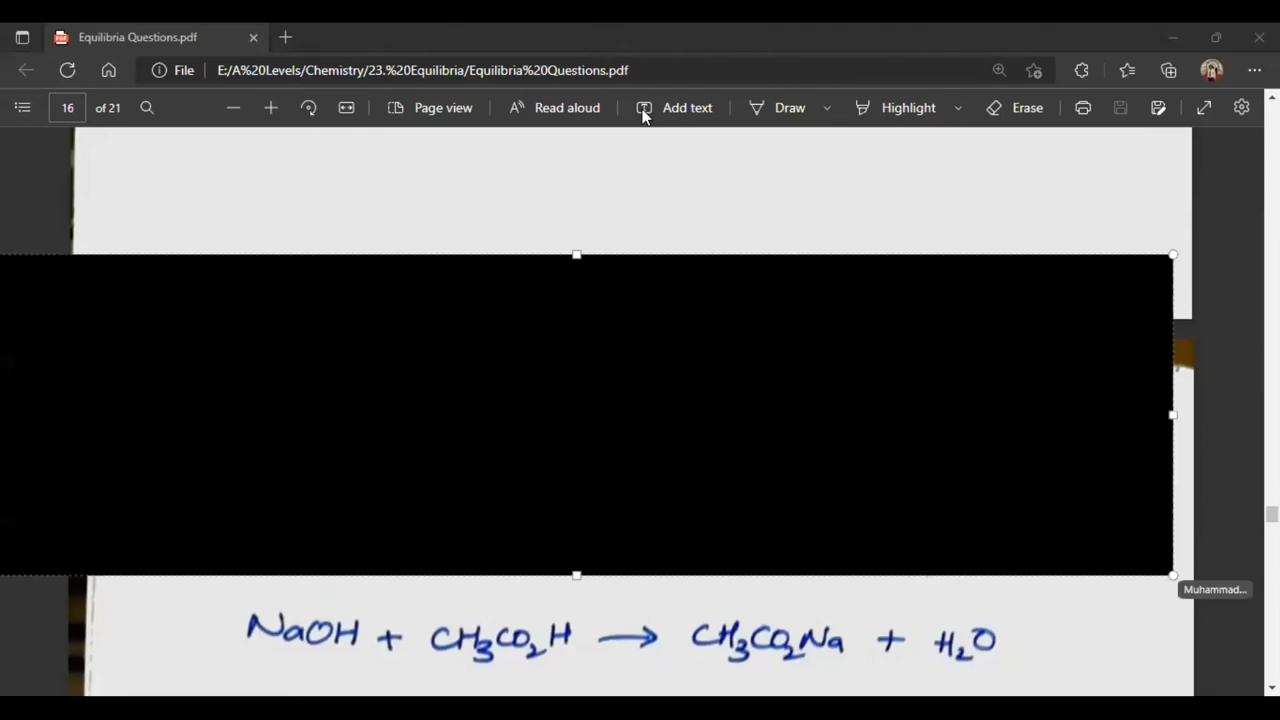 Equilibria Questions.pdf
File E:/A%20Levels/Chemistry/23.%20Equilibria/Equilibria%20Questions.pdf
16 of 21 Page view Read aloud Add text Draw Highlight Erase
Muhammad...
NaOH + CH₃CO₂H → CH₃CO₂Na + H₂O